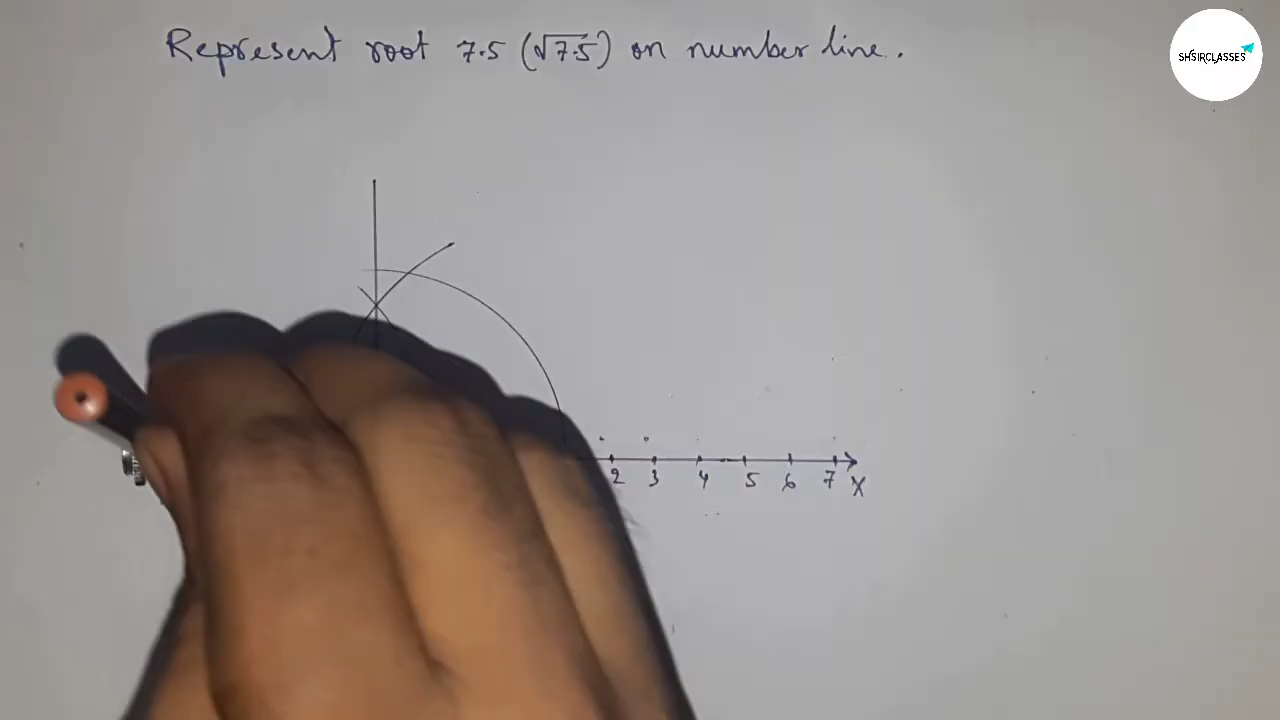 Represent root 7.5 (√7.5) on number line.
SHSIRCLASSES
2 3 4 5 6 7 X